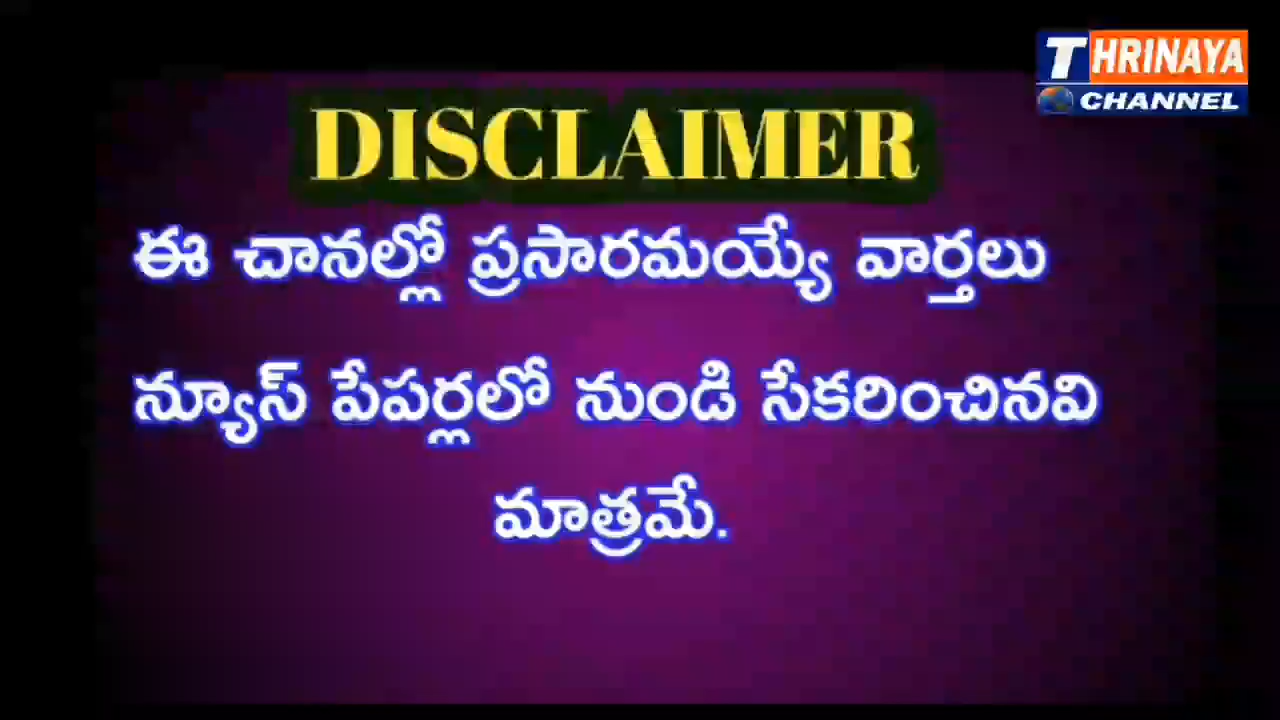 THRINAYA
CHANNEL
DISCLAIMER
ఈ చానల్లో ప్రసారమయ్యే వార్తలు
న్యూస్ పేపర్లలో నుండి సేకరించినవి
మాత్రమే.